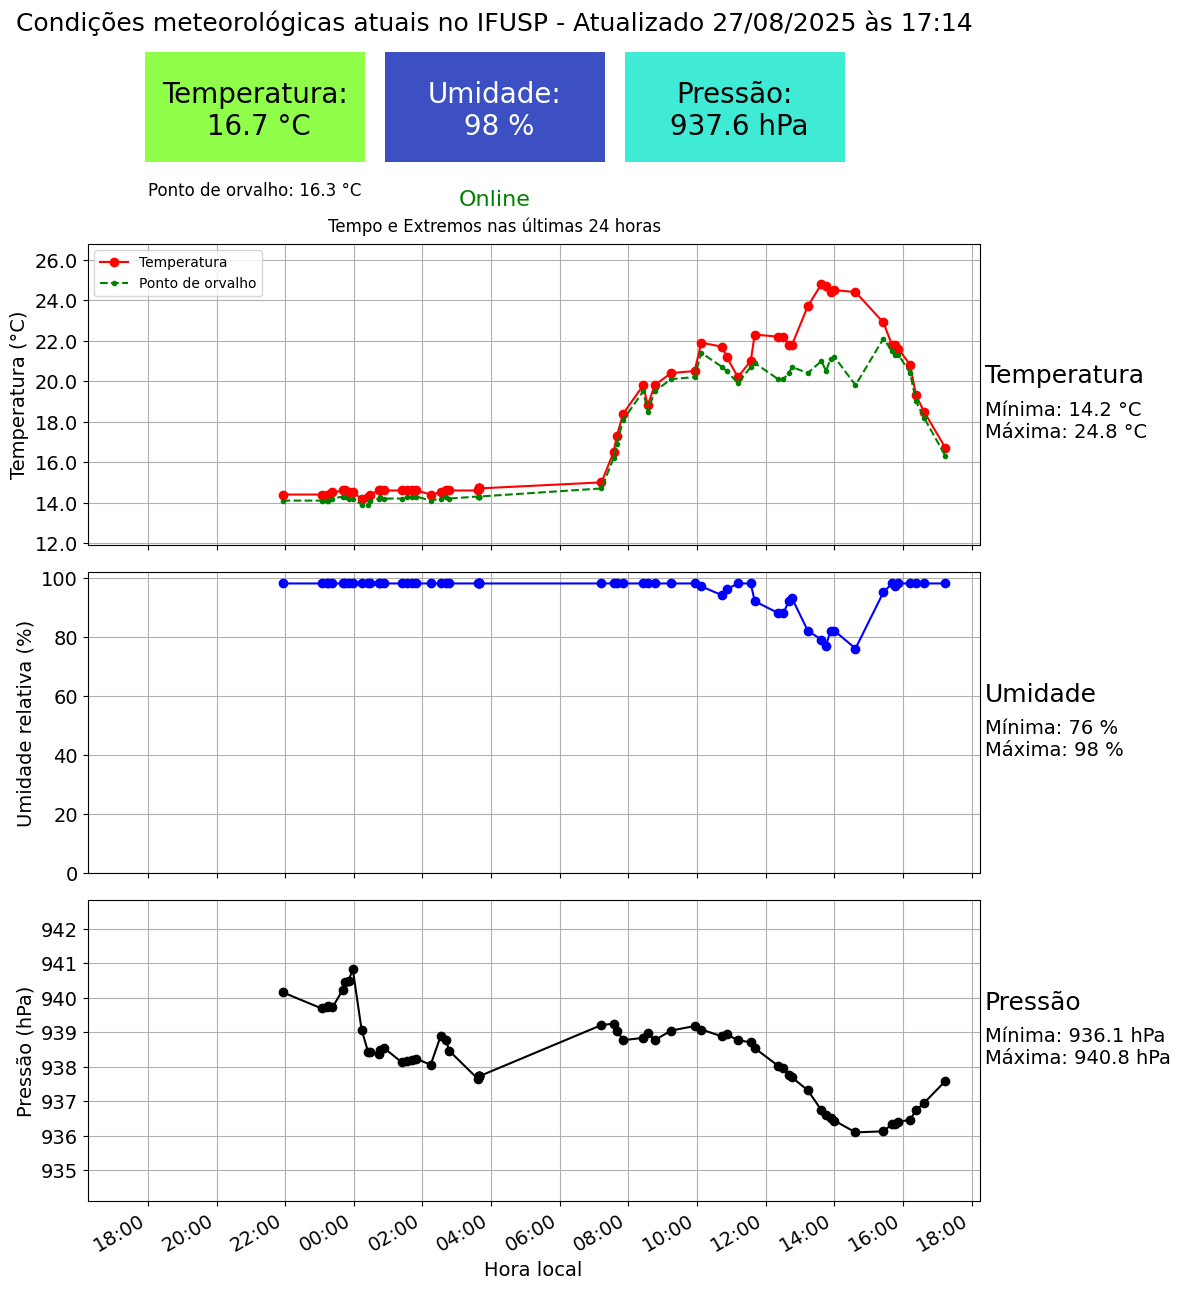 Condições meteorológicas atuais no IFUSP - Atualizado 27/08/2025 às 17:14
Temperatura:
16.7 °C
Umidade:
98 %
Pressão:
937.6 hPa
Ponto de orvalho: 16.3 °C
Online
Tempo e Extremos nas últimas 24 horas
Temperatura (°C)
26.0
24.0
22.0
20.0
18.0
16.0
14.0
12.0
Temperatura
Ponto de orvalho
Temperatura
Mínima: 14.2 °C
Máxima: 24.8 °C
Umidade relativa (%)
100
80
60
40
20
0
Umidade
Mínima: 76 %
Máxima: 98 %
Pressão (hPa)
942
941
940
939
938
937
936
935
Pressão
Mínima: 936.1 hPa
Máxima: 940.8 hPa
18:00
20:00
22:00
00:00
02:00
04:00
06:00
08:00
10:00
12:00
14:00
16:00
18:00
Hora local